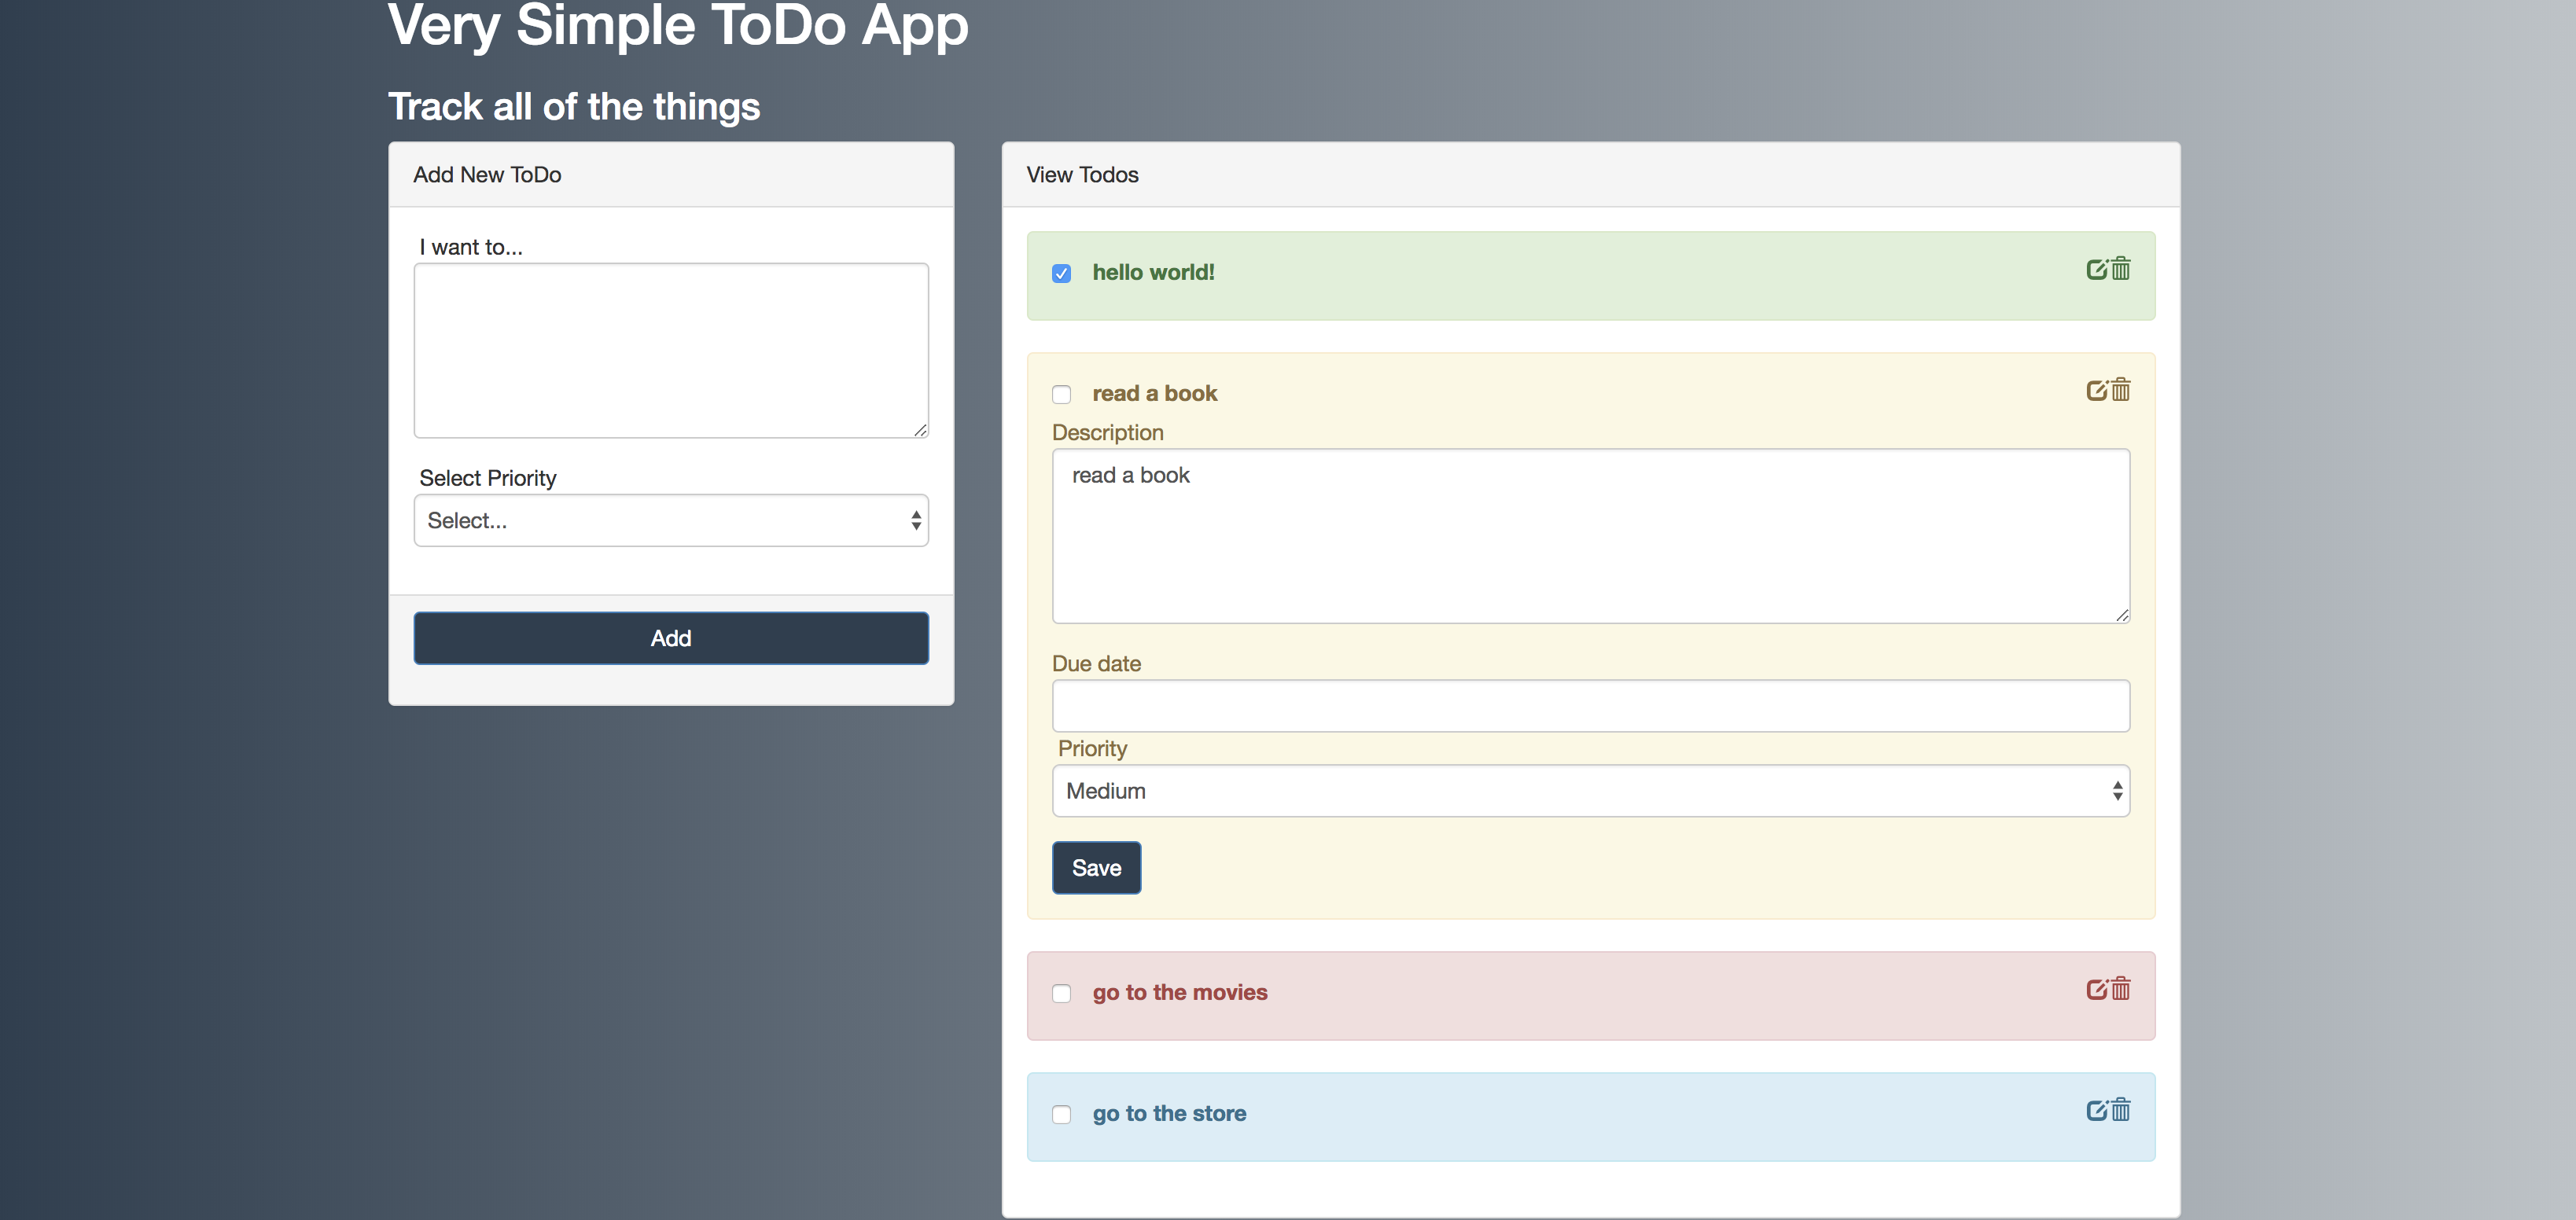 Very Simple ToDo App
Track all of the things
Add New ToDo
I want to...
Select Priority
Select...
Add
View Todos
hello world!
read a book
Description
read a book
Due date
Priority
Medium
Save
go to the movies
go to the store